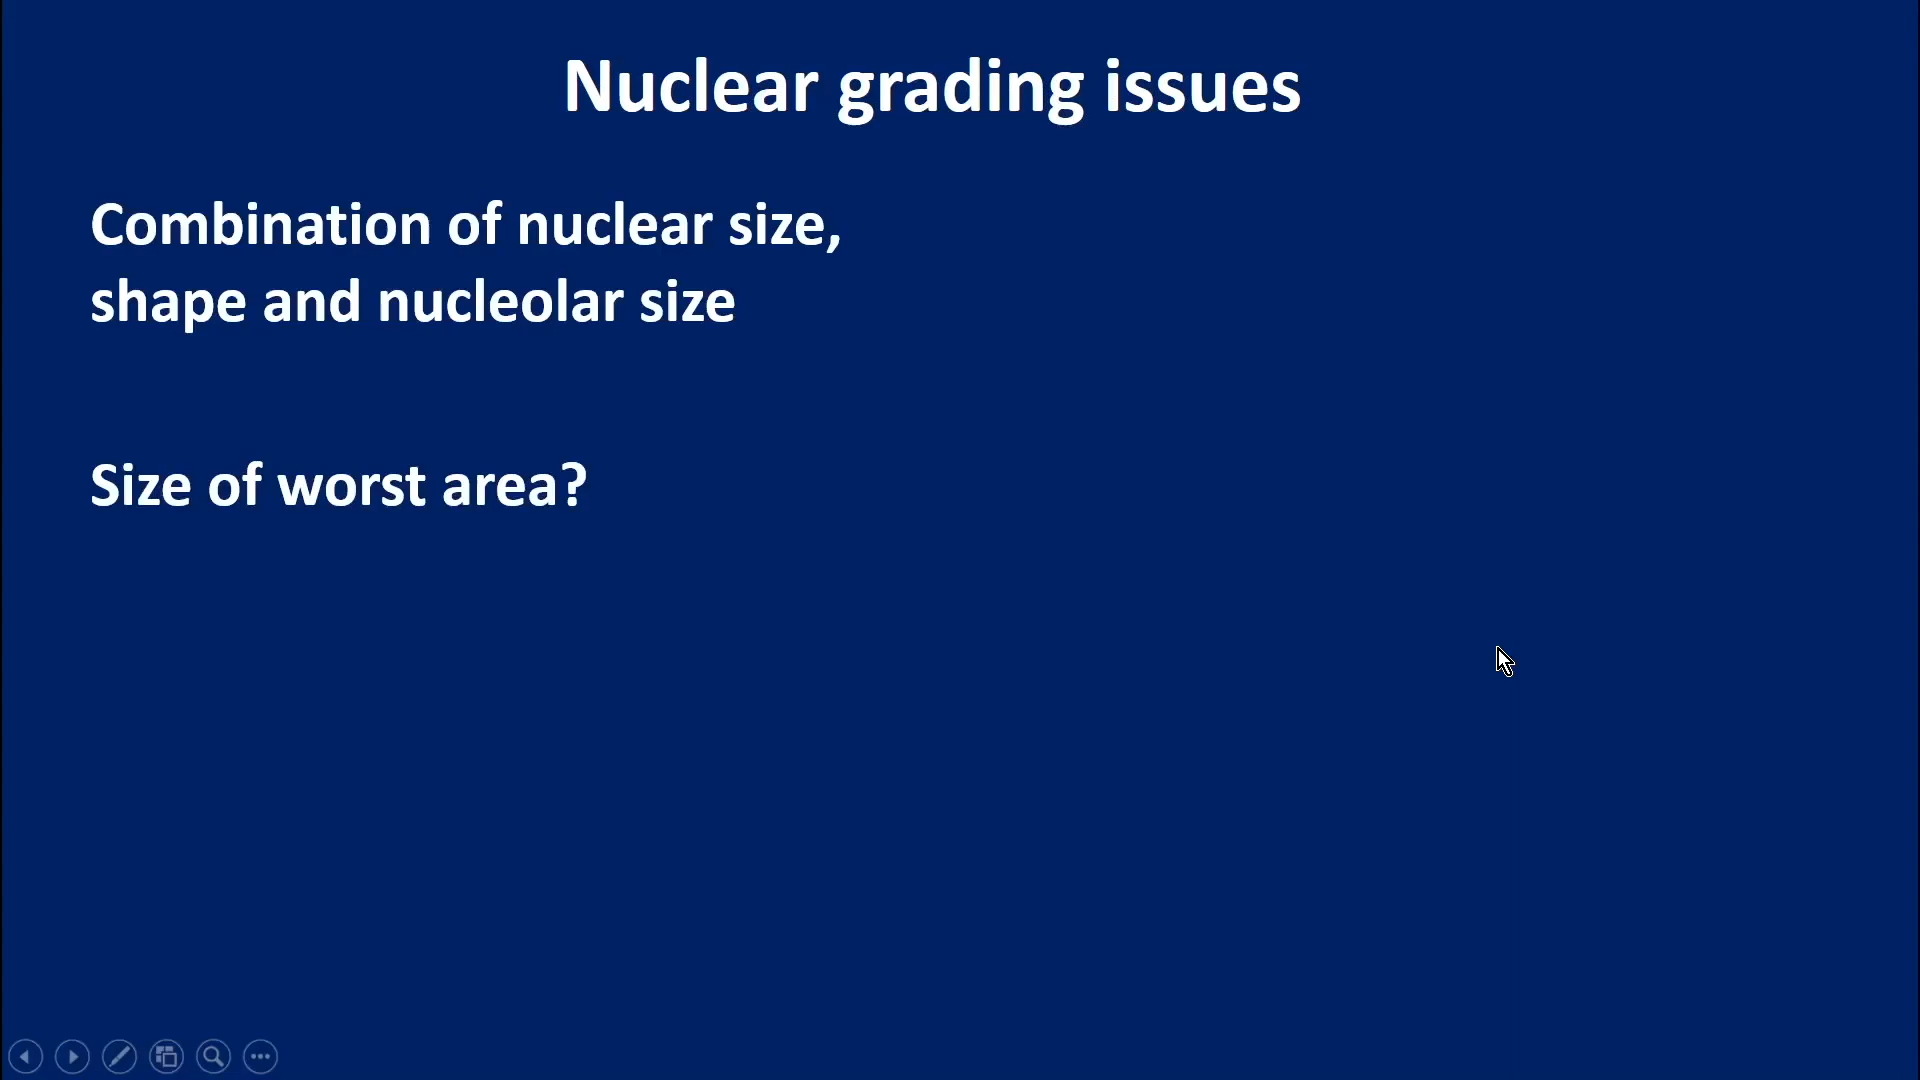 Nuclear grading issues
Combination of nuclear size,
shape and nucleolar size
Size of worst area?